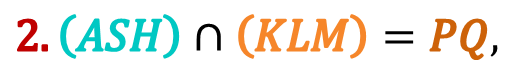 2. (ASH) ∩ (KLM) = PQ,